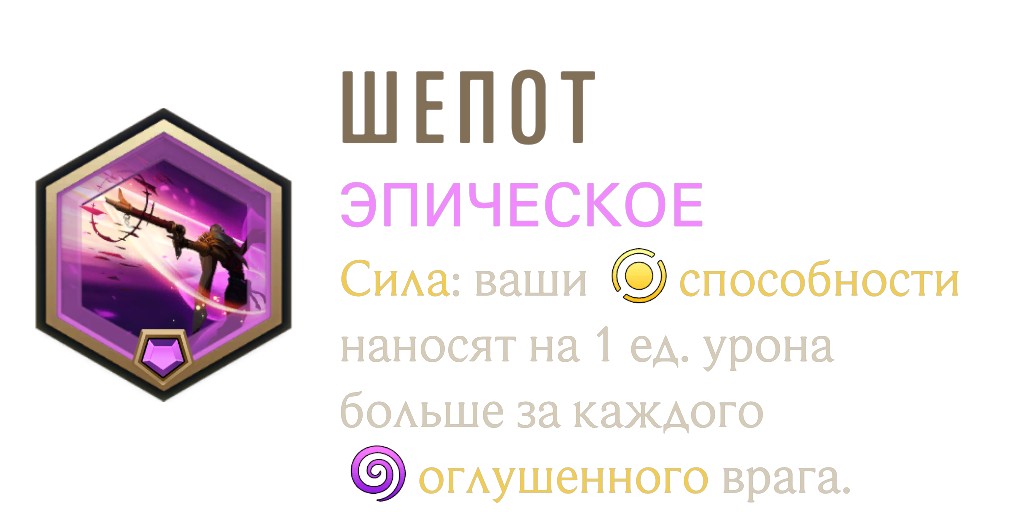 ШЕПОТ
ЭПИЧЕСКОЕ
Сила: ваши способности
наносят на 1 ед. урона
больше за каждого
оглушенного врага.